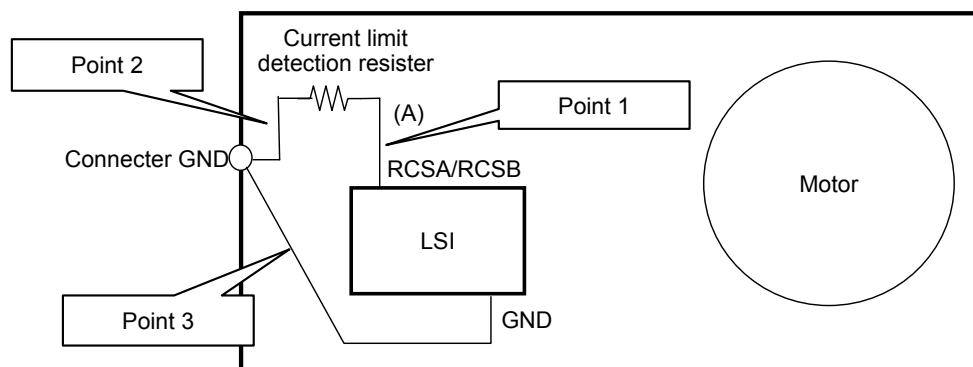 Current limit
detection resister
Point 2
(A)
Point 1
Connecter GND
RCSA/RCSB
Motor
LSI
Point 3
GND